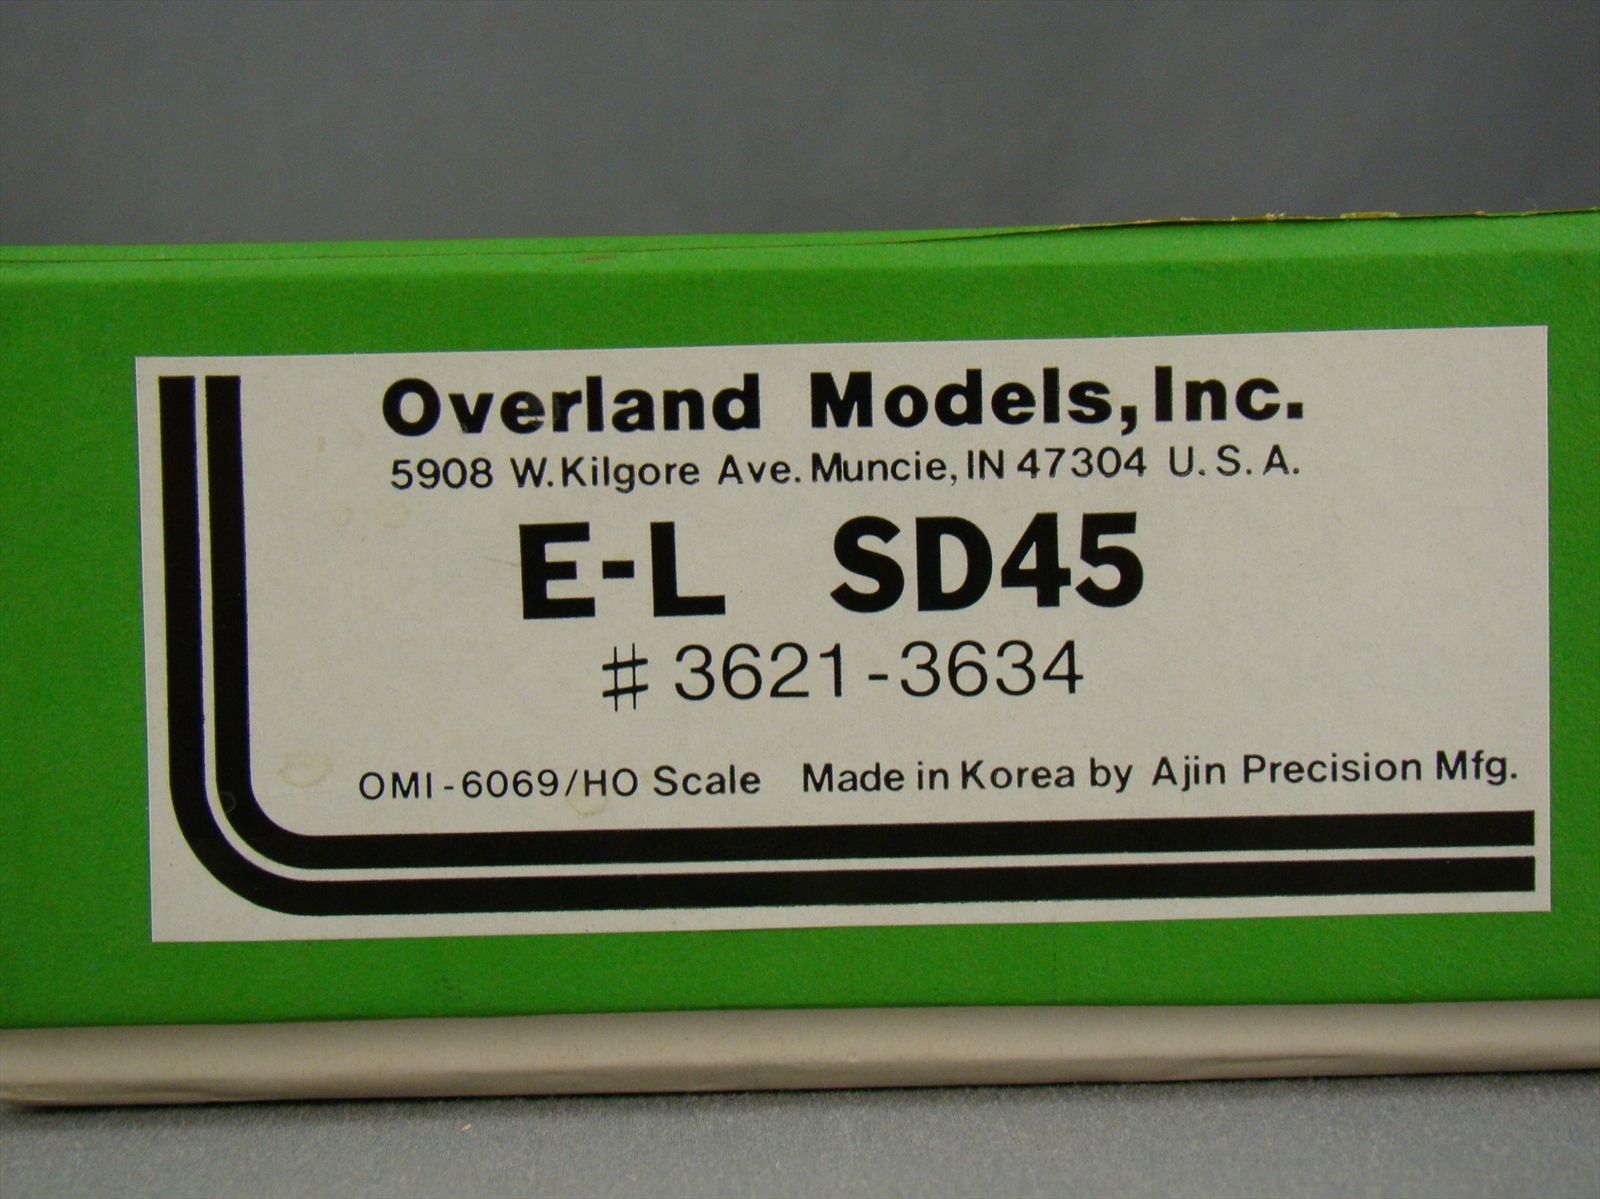 Overland Models, Inc.
5908 W. Kilgore Ave. Muncie, IN 47304 U.S.A.
E-L SD45
# 3621-3634
OMI-6069/HO Scale Made in Korea by Ajin Precision Mfg.